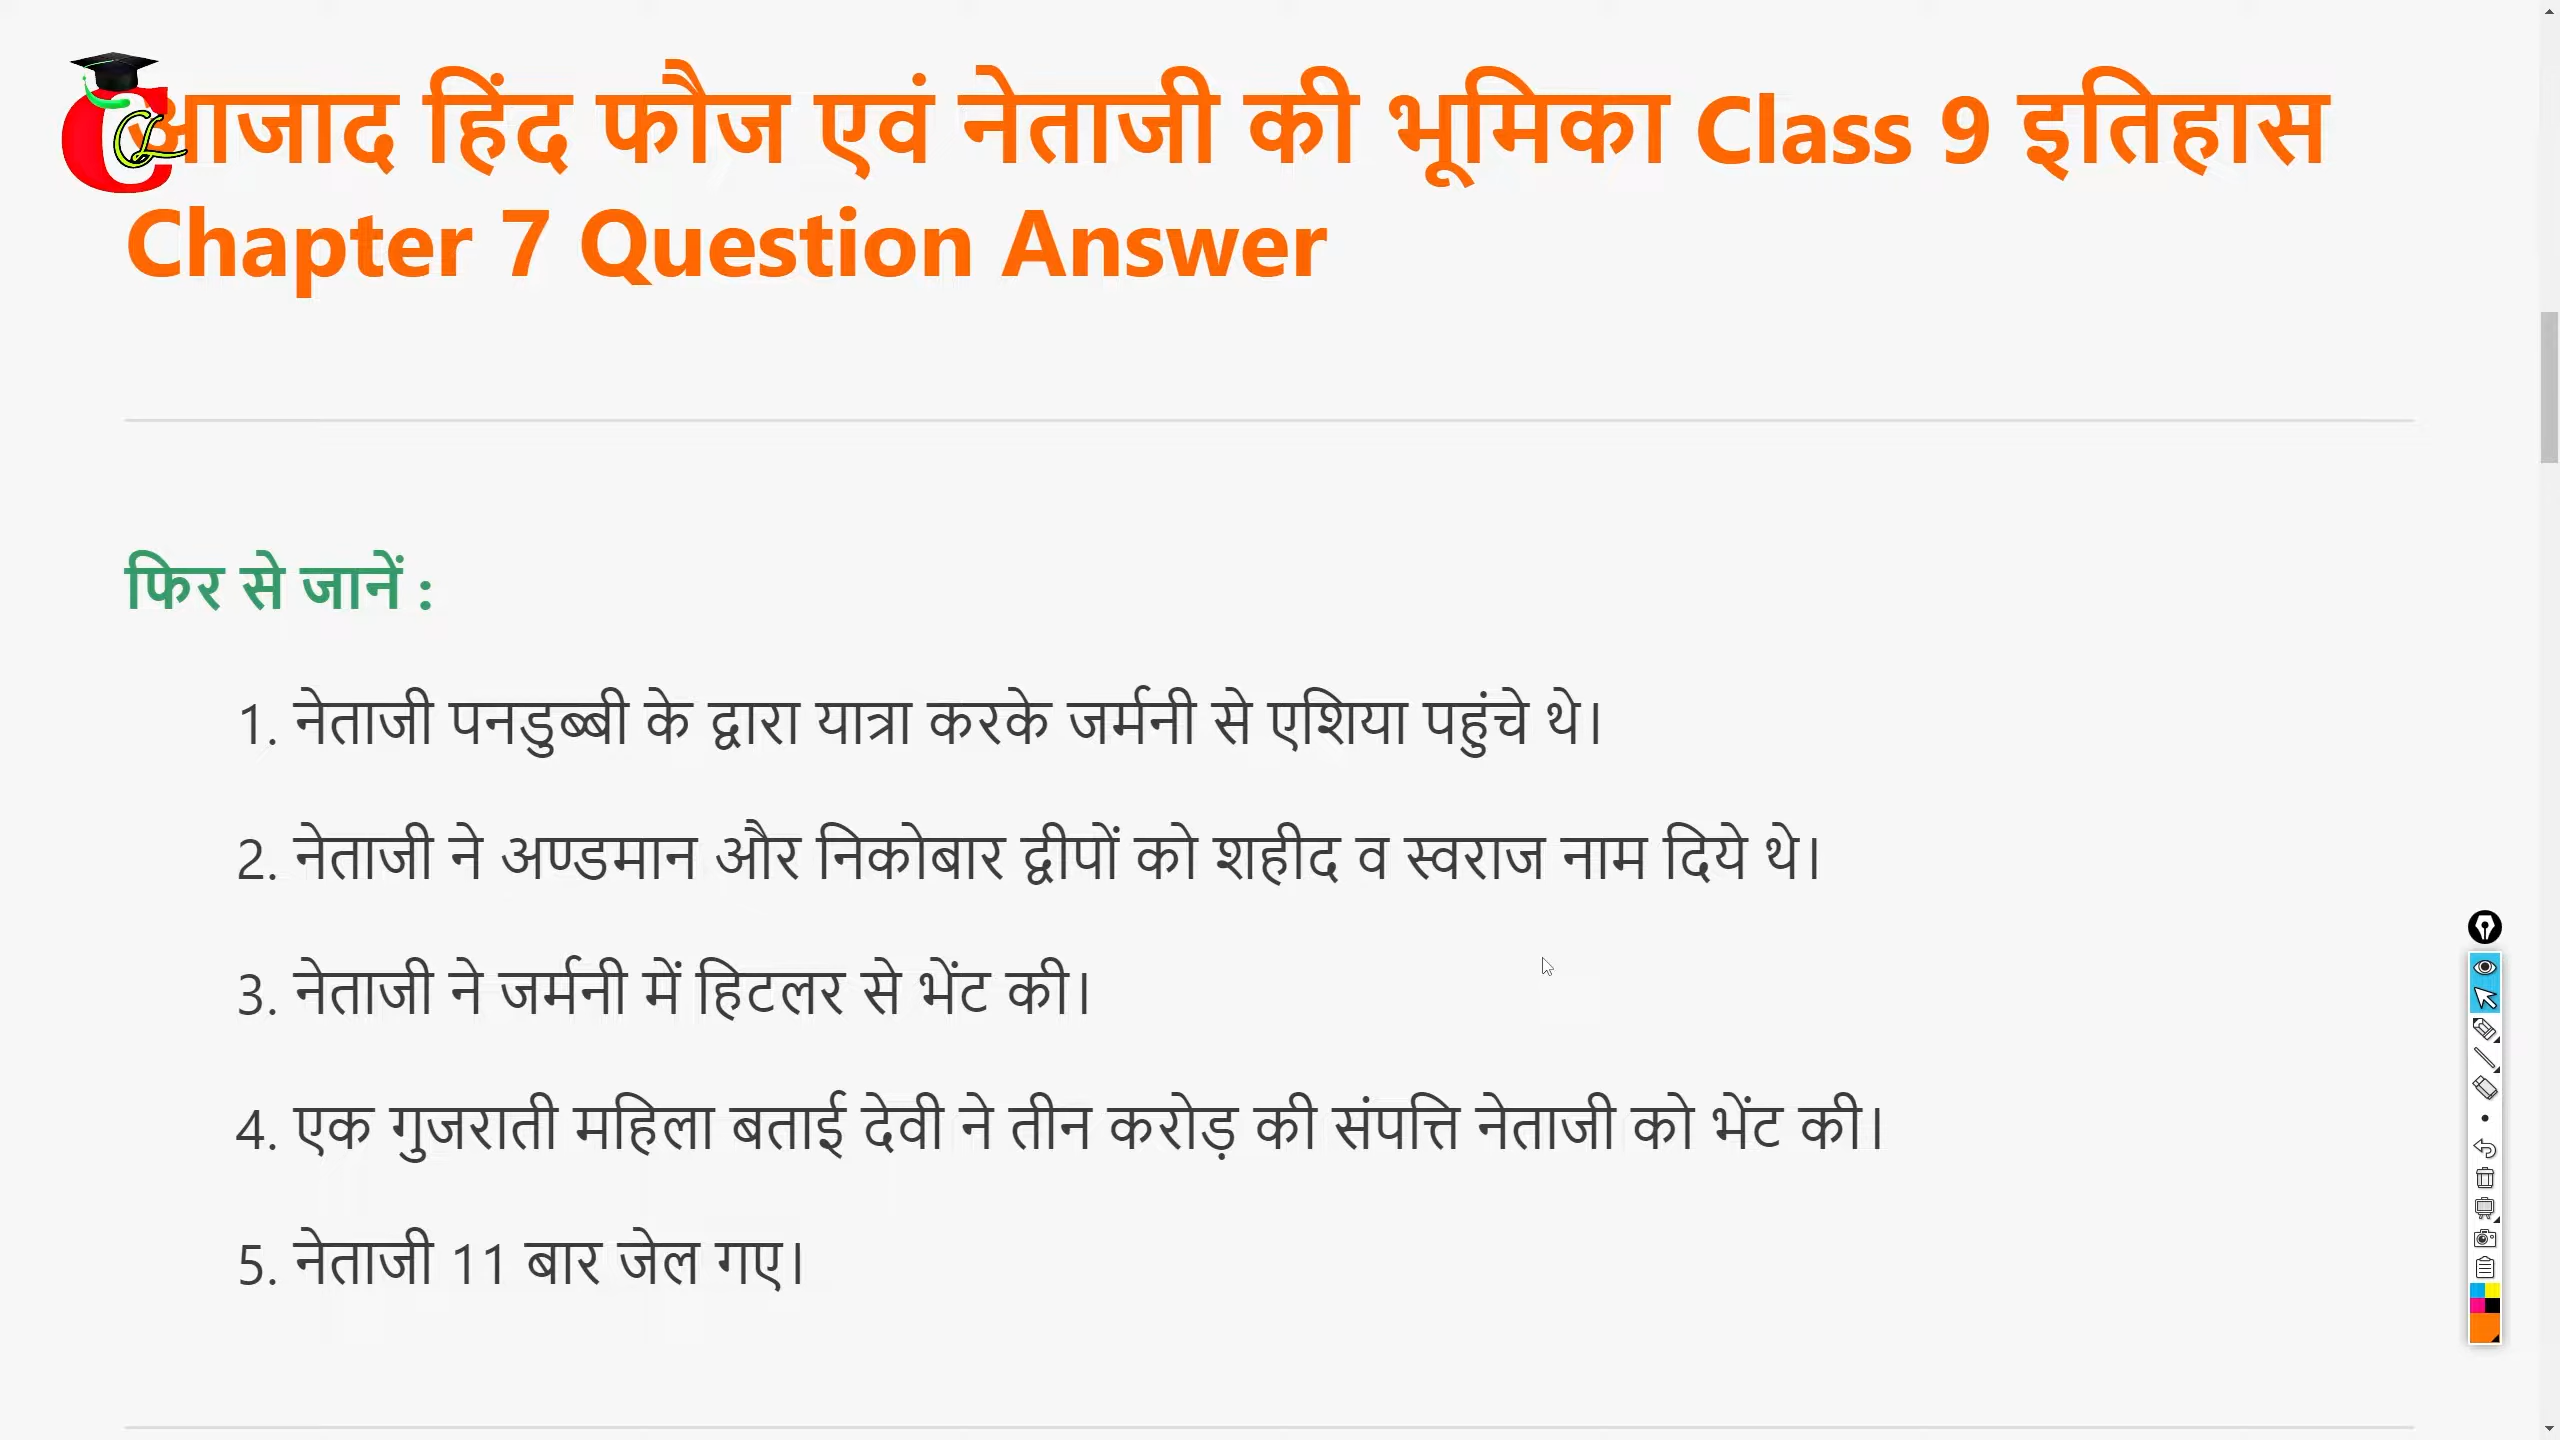 आजाद हिंद फौज एवं नेताजी की भूमिका Class 9 इतिहास
Chapter 7 Question Answer
फिर से जानें :
1. नेताजी पनडुब्बी के द्वारा यात्रा करके जर्मनी से एशिया पहुंचे थे।
2. नेताजी ने अण्डमान और निकोबार द्वीपों को शहीद व स्वराज नाम दिये थे।
3. नेताजी ने जर्मनी में हिटलर से भेंट की।
4. एक गुजराती महिला बताई देवी ने तीन करोड़ की संपत्ति नेताजी को भेंट की।
5. नेताजी 11 बार जेल गए।